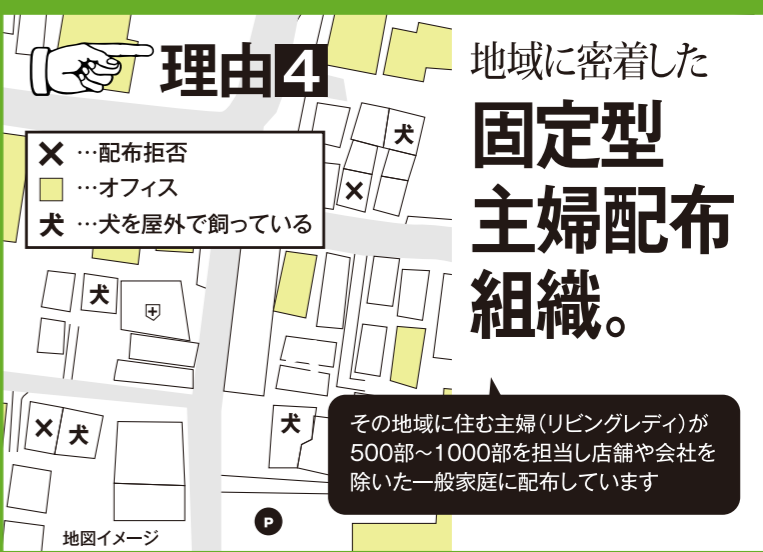 理由4
✕ …配布拒否
…オフィス
犬 …犬を屋外で飼っている
犬
✕
犬
✕
犬
犬
P
地図イメージ
地域に密着した
固定型
主婦配布
組織。
その地域に住む主婦（リビングレディ）が
500部〜1000部を担当し店舗や会社を
除いた一般家庭に配布しています